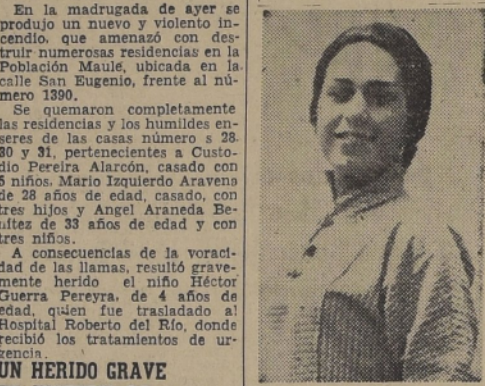 En la madrugada de ayer se
produjo un nuevo y violento in-
cendio, que amenazó con des-
truir numerosas residencias en la
Población Maule, ubicada en la
calle San Eugenio, frente al nú-
mero 1390.
Se quemaron completamente
las residencias y los humildes en-
seres de las casas número s 28
30 y 31, pertenecientes a Custo-
dio Pereira Alarcón, casado con
5 niños, Mario Izquierdo Aravena
de 28 años de edad, casado, con
tres hijos y Angel Araneda Be-
nítez de 33 años de edad y con
tres niños.
A consecuencias de la voraci-
dad de las llamas, resultó grave-
mente herido el niño Héctor
Guerra Pereyra, de 4 años de
edad, quien fue trasladado al
Hospital Roberto del Río, donde
recibió los tratamientos de ur-
gencia.
UN HERIDO GRAVE